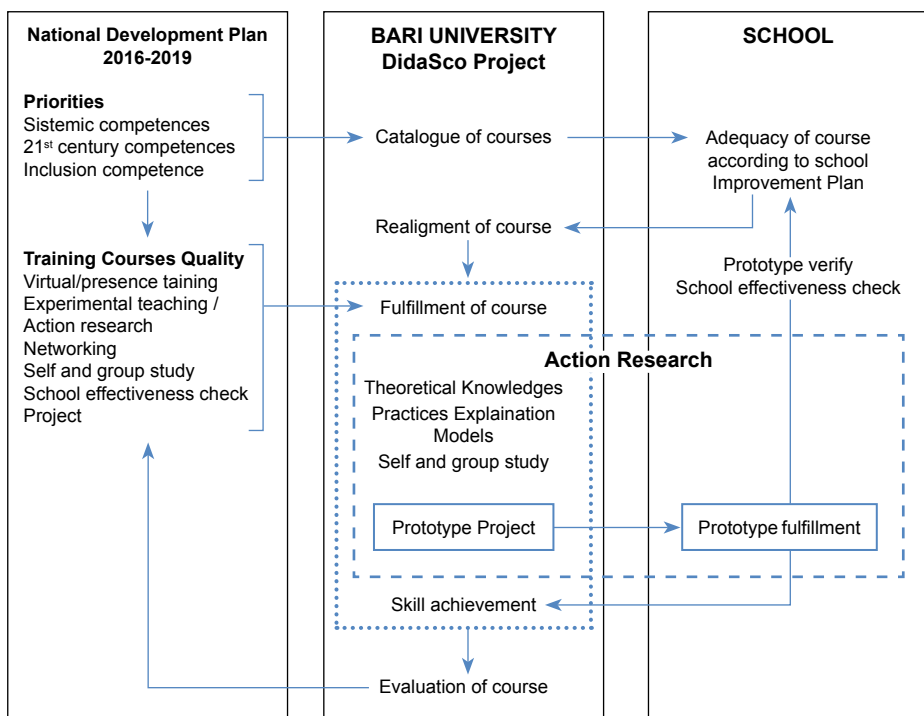 National Development Plan
2016-2019
Priorities
Sistemic competences
21st century competences
Inclusion competence
Training Courses Quality
Virtual/presence taining
Experimental teaching /
Action research
Networking
Self and group study
School effectiveness check
Project
BARI UNIVERSITY
DidaSco Project
Catalogue of courses
Realigment of course
Fulfillment of course
Action Research
Theoretical Knowledges
Practices Explaination
Models
Self and group study
Prototype Project
Skill achievement
Evaluation of course
SCHOOL
Adequacy of course
according to school
Improvement Plan
Prototype verify
School effectiveness check
Prototype fulfillment